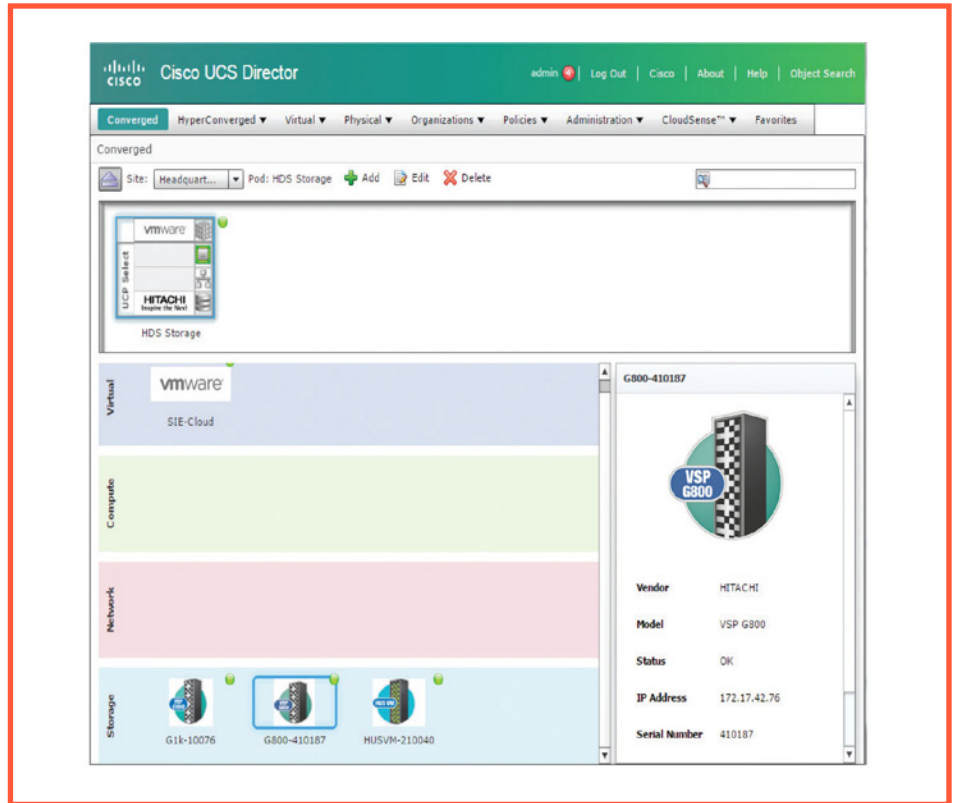 CISCO Cisco UCS Director admin Log Out | Cisco | About | Help | Object Search
Converged HyperConverged ▼ Virtual ▼ Physical ▼ Organizations ▼ Policies ▼ Administration ▼ CloudSense™ ▼ Favorites
Converged
Site: Headquart... Pod: HDS Storage Add Edit Delete
vmware
UCP Select
HITACHI
Inspire the Next
HDS Storage
Virtual
vmware
SIE-Cloud
Compute
Network
Storage
VSP
G1k-10076
G800-410187
HUS VM
HUSVM-210040
G800-410187
VSP
G800
Vendor HITACHI
Model VSP G800
Status OK
IP Address 172.17.42.76
Serial Number 410187